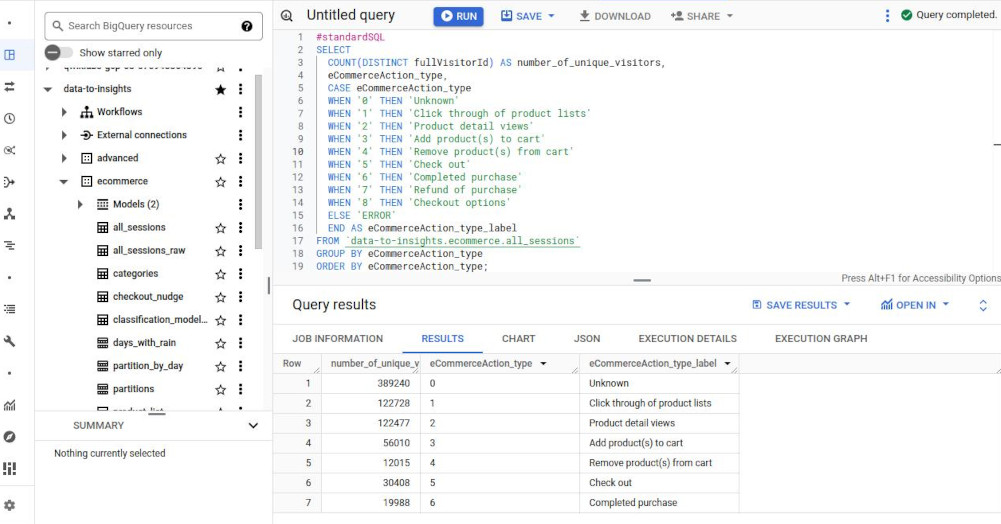 Search BigQuery resources
Show starred only
data-to-insights
Workflows
External connections
advanced
ecommerce
Models (2)
all_sessions
all_sessions_raw
categories
checkout_nudge
classification_model...
days_with_rain
partition_by_day
partitions
SUMMARY
Nothing currently selected
Untitled query
RUN
SAVE
DOWNLOAD
SHARE
Query completed.
1 #standardSQL
2 SELECT
3 COUNT(DISTINCT fullVisitorId) AS number_of_unique_visitors,
4 eCommerceAction_type,
5 CASE eCommerceAction_type
6 WHEN '0' THEN 'Unknown'
7 WHEN '1' THEN 'Click through of product lists'
8 WHEN '2' THEN 'Product detail views'
9 WHEN '3' THEN 'Add product(s) to cart'
10 WHEN '4' THEN 'Remove product(s) from cart'
11 WHEN '5' THEN 'Check out'
12 WHEN '6' THEN 'Completed purchase'
13 WHEN '7' THEN 'Refund of purchase'
14 WHEN '8' THEN 'Checkout options'
15 ELSE 'ERROR'
16 END AS eCommerceAction_type_label
17 FROM `data-to-insights.ecommerce.all_sessions`
18 GROUP BY eCommerceAction_type
19 ORDER BY eCommerceAction_type;
Press Alt+F1 for Accessibility Options
Query results
SAVE RESULTS
OPEN IN
JOB INFORMATION RESULTS CHART JSON EXECUTION DETAILS EXECUTION GRAPH
Row number_of_unique_v eCommerceAction_type eCommerceAction_type_label
1 389240 0 Unknown
2 122728 1 Click through of product lists
3 122477 2 Product detail views
4 56010 3 Add product(s) to cart
5 12015 4 Remove product(s) from cart
6 30408 5 Check out
7 19988 6 Completed purchase